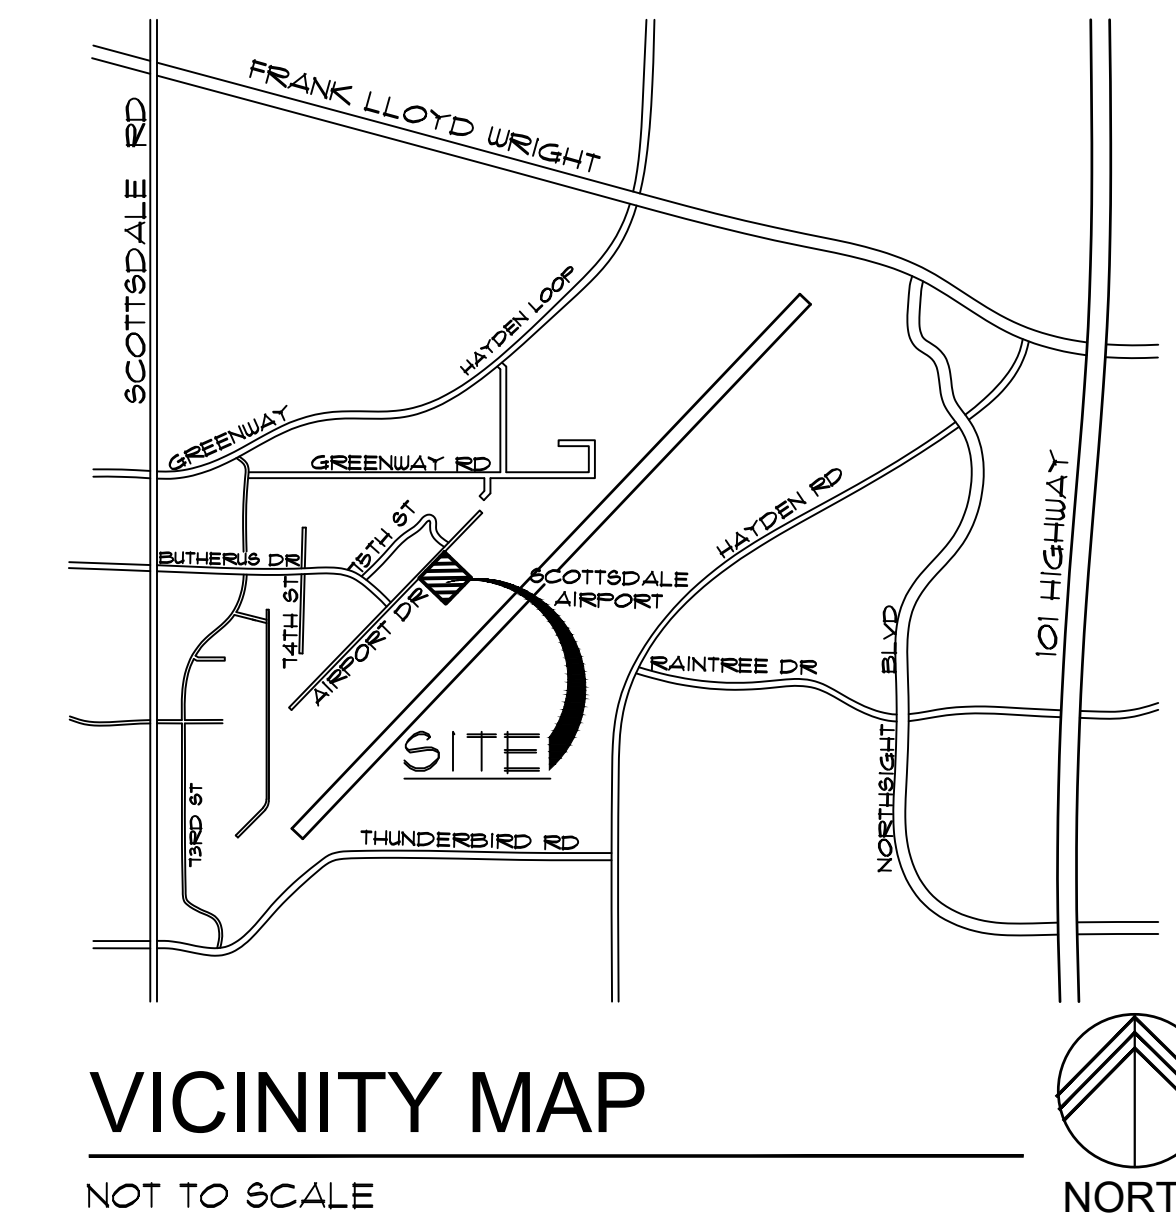 FRANK LLOYD WRIGHT
SCOTTSDALE RD
HAYDEN LOOP
GREENWAY
GREENWAY RD
HAYDEN RD
101 HIGHWAY
75TH ST
BUTHERUS DR
74TH ST
AIRPORT DR
SCOTTSDALE
AIRPORT
RAINTREE DR
NORTHSIGHT BLVD
SITE
73RD ST
THUNDERBIRD RD
VICINITY MAP
NOT TO SCALE
NORT